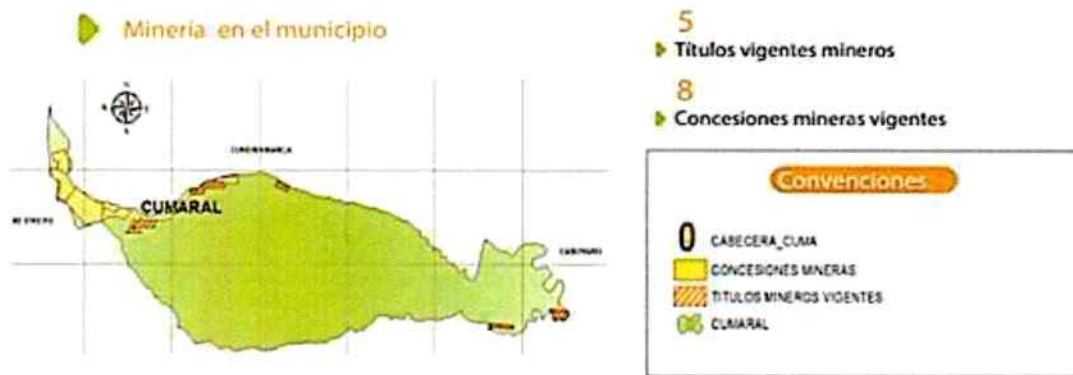 Minería en el municipio
5
Títulos vigentes mineros
8
Concesiones mineras vigentes
CUMARAL
Convenciones
CABECERA_CUMA
CONCESIONES MINERAS
TITULOS MINEROS VIGENTES
CUMARAL